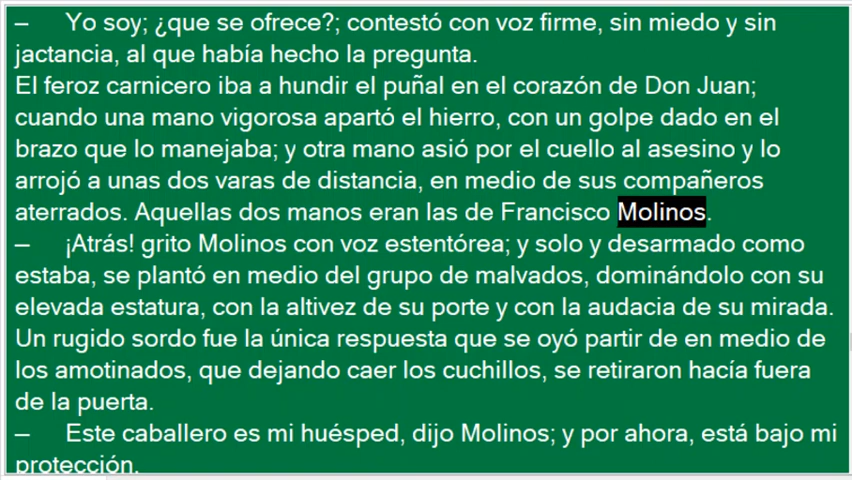 –     Yo soy; ¿que se ofrece?; contestó con voz firme, sin miedo y sin
jactancia, al que había hecho la pregunta.
El feroz carnicero iba a hundir el puñal en el corazón de Don Juan;
cuando una mano vigorosa apartó el hierro, con un golpe dado en el
brazo que lo manejaba; y otra mano asió por el cuello al asesino y lo
arrojó a unas dos varas de distancia, en medio de sus compañeros
aterrados. Aquellas dos manos eran las de Francisco Molinos.
–     ¡Atrás! grito Molinos con voz estentórea; y solo y desarmado como
estaba, se plantó en medio del grupo de malvados, dominándolo con su
elevada estatura, con la altivez de su porte y con la audacia de su mirada.
Un rugido sordo fue la única respuesta que se oyó partir de en medio de
los amotinados, que dejando caer los cuchillos, se retiraron hacía fuera
de la puerta.
–     Este caballero es mi huésped, dijo Molinos; y por ahora, está bajo mi
protección.